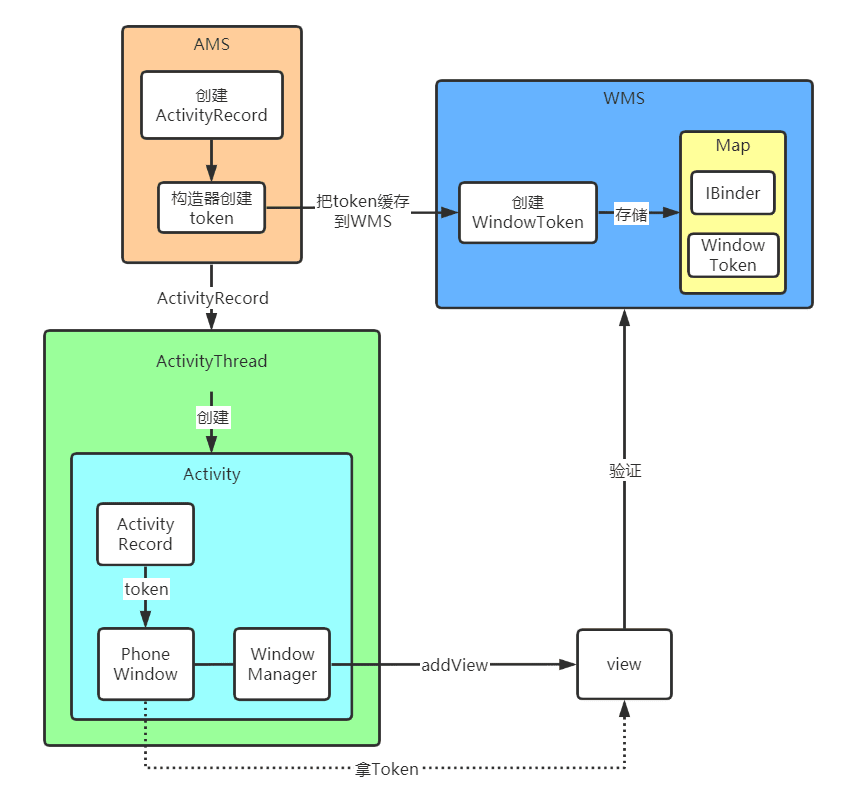 AMS
创建
ActivityRecord
构造器创建
token
把token缓存
到WMS
WMS
创建
WindowToken
存储
Map
IBinder
Window
Token
ActivityRecord
ActivityThread
创建
Activity
Activity
Record
token
Phone
Window
Window
Manager
addView
view
验证
拿Token